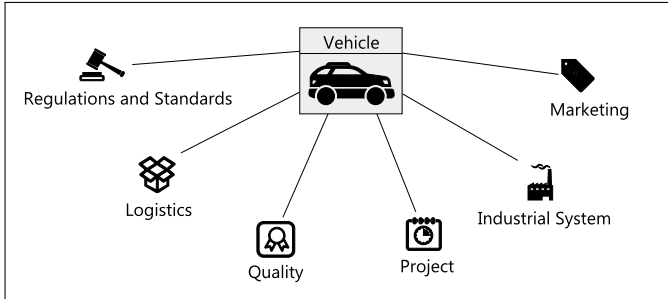 Vehicle
Regulations and Standards
Marketing
Logistics
Industrial System
Quality
Project